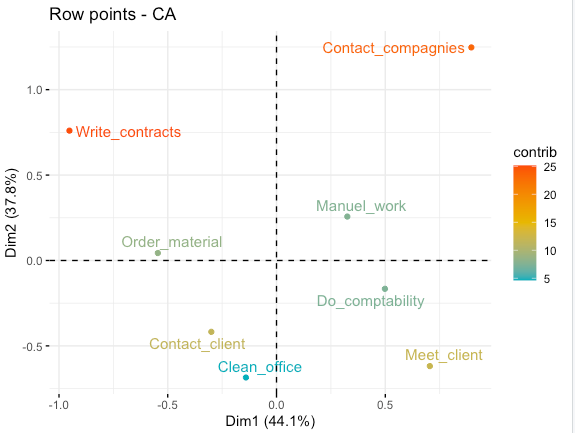 Row points - CA
Contact_compagnies
1.0
Write_contracts
contrib
25
20
15
10
5
0.5
Manuel_work
Order_material
0.0
Do_comptability
Contact_client
-0.5
Meet_client
Clean_office
-1.0
-0.5
0.0
0.5
Dim1 (44.1%)
Dim2 (37.8%)